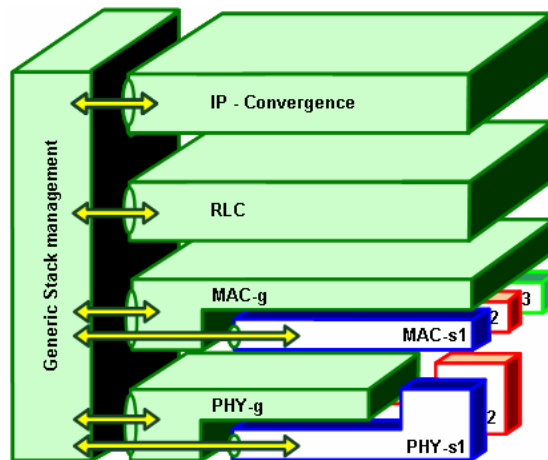 Generic Stack management
IP - Convergence
RLC
MAC-g
3
2
MAC-s1
PHY-g
2
PHY-s1